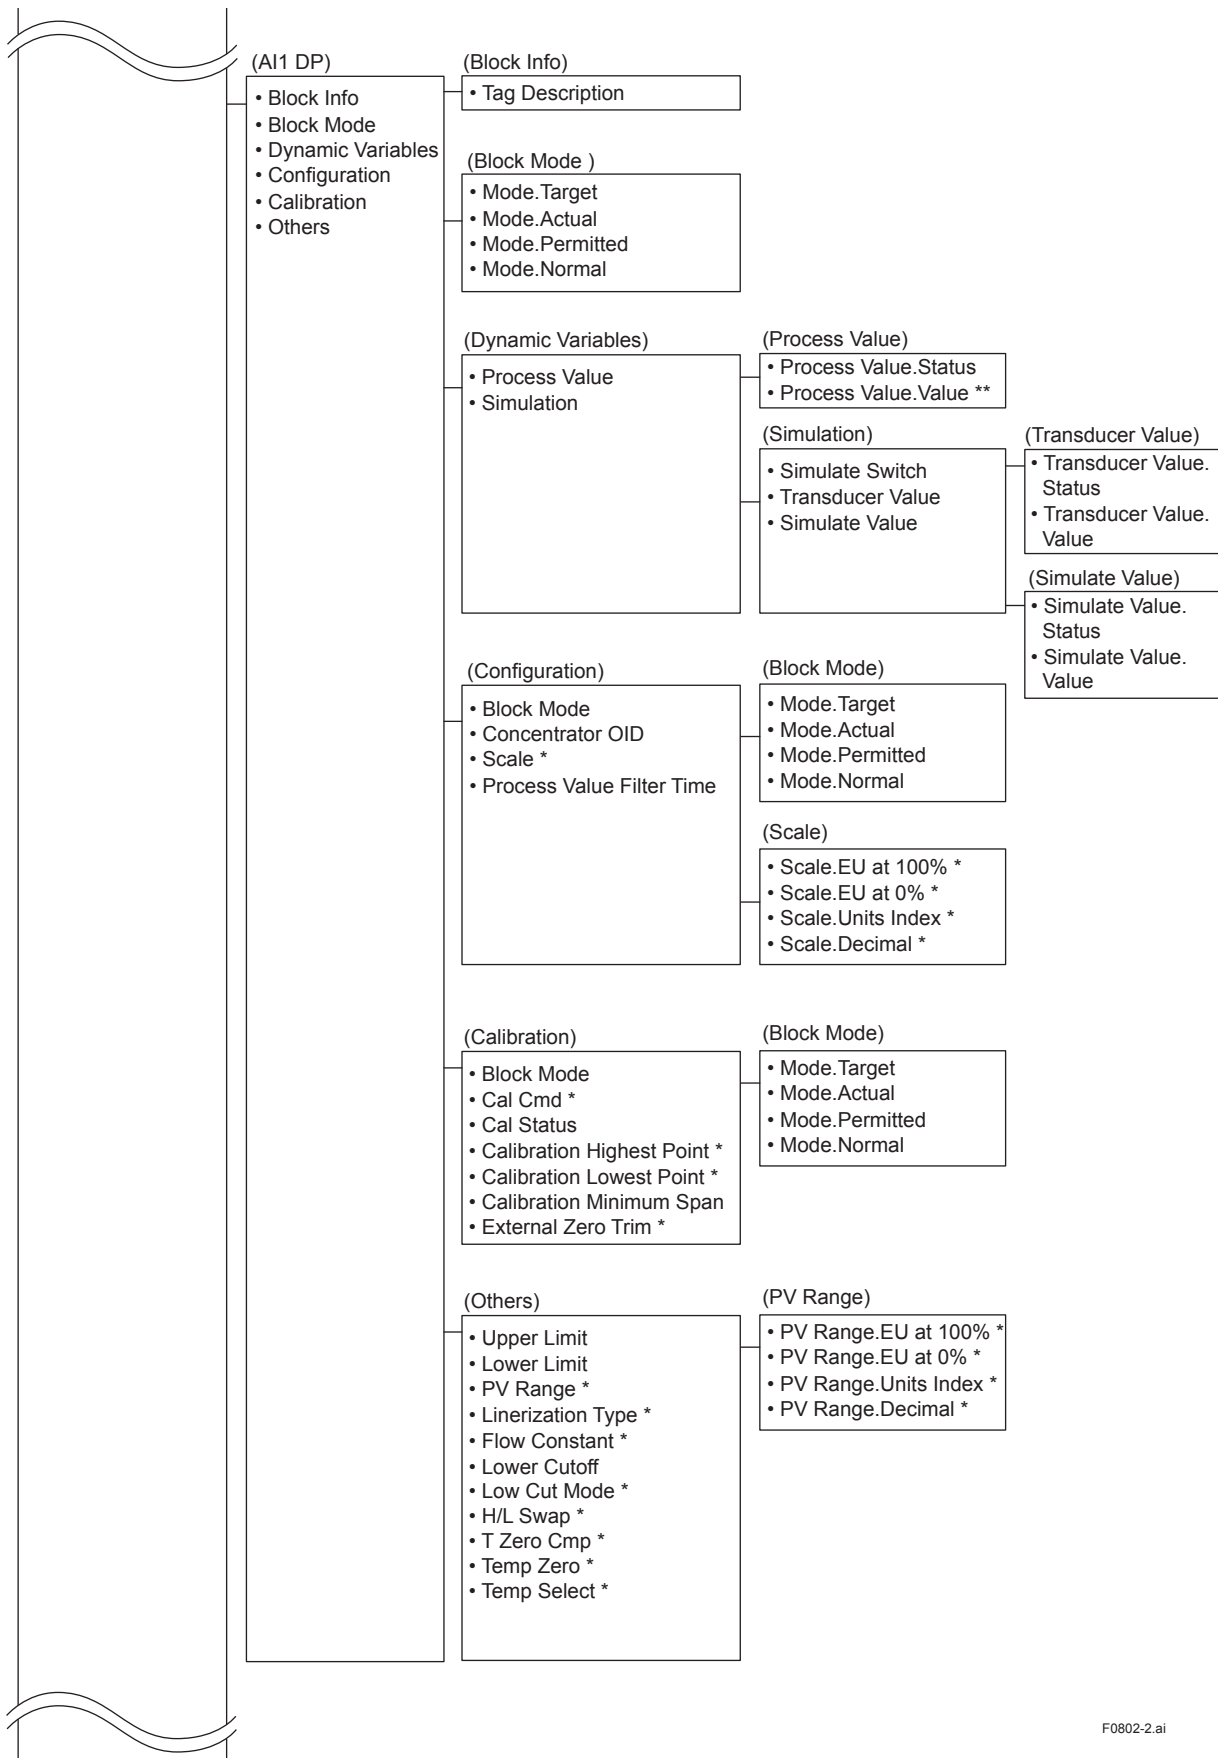 (AI1 DP)
• Block Info
• Block Mode
• Dynamic Variables
• Configuration
• Calibration
• Others
(Block Info)
• Tag Description
(Block Mode )
• Mode.Target
• Mode.Actual
• Mode.Permitted
• Mode.Normal
(Dynamic Variables)
• Process Value
• Simulation
(Process Value)
• Process Value.Status
• Process Value.Value **
(Simulation)
• Simulate Switch
• Transducer Value
• Simulate Value
(Transducer Value)
• Transducer Value.
Status
• Transducer Value.
Value
(Simulate Value)
• Simulate Value.
Status
• Simulate Value.
Value
(Configuration)
• Block Mode
• Concentrator OID
• Scale *
• Process Value Filter Time
(Block Mode)
• Mode.Target
• Mode.Actual
• Mode.Permitted
• Mode.Normal
(Scale)
• Scale.EU at 100% *
• Scale.EU at 0% *
• Scale.Units Index *
• Scale.Decimal *
(Calibration)
• Block Mode
• Cal Cmd *
• Cal Status
• Calibration Highest Point *
• Calibration Lowest Point *
• Calibration Minimum Span
• External Zero Trim *
(Block Mode)
• Mode.Target
• Mode.Actual
• Mode.Permitted
• Mode.Normal
(Others)
• Upper Limit
• Lower Limit
• PV Range *
• Linerization Type *
• Flow Constant *
• Lower Cutoff
• Low Cut Mode *
• H/L Swap *
• T Zero Cmp *
• Temp Zero *
• Temp Select *
(PV Range)
• PV Range.EU at 100% *
• PV Range.EU at 0% *
• PV Range.Units Index *
• PV Range.Decimal *
F0802-2.ai